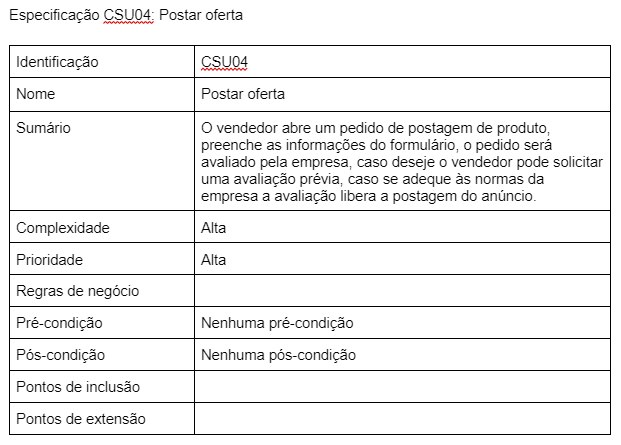 Especificação CSU04: Postar oferta
Identificação CSU04
Nome Postar oferta
Sumário O vendedor abre um pedido de postagem de produto,
preenche as informações do formulário, o pedido será
avaliado pela empresa, caso deseje o vendedor pode solicitar
uma avaliação prévia, caso se adeque às normas da
empresa a avaliação libera a postagem do anúncio.
Complexidade Alta
Prioridade Alta
Regras de negócio
Pré-condição Nenhuma pré-condição
Pós-condição Nenhuma pós-condição
Pontos de inclusão
Pontos de extensão